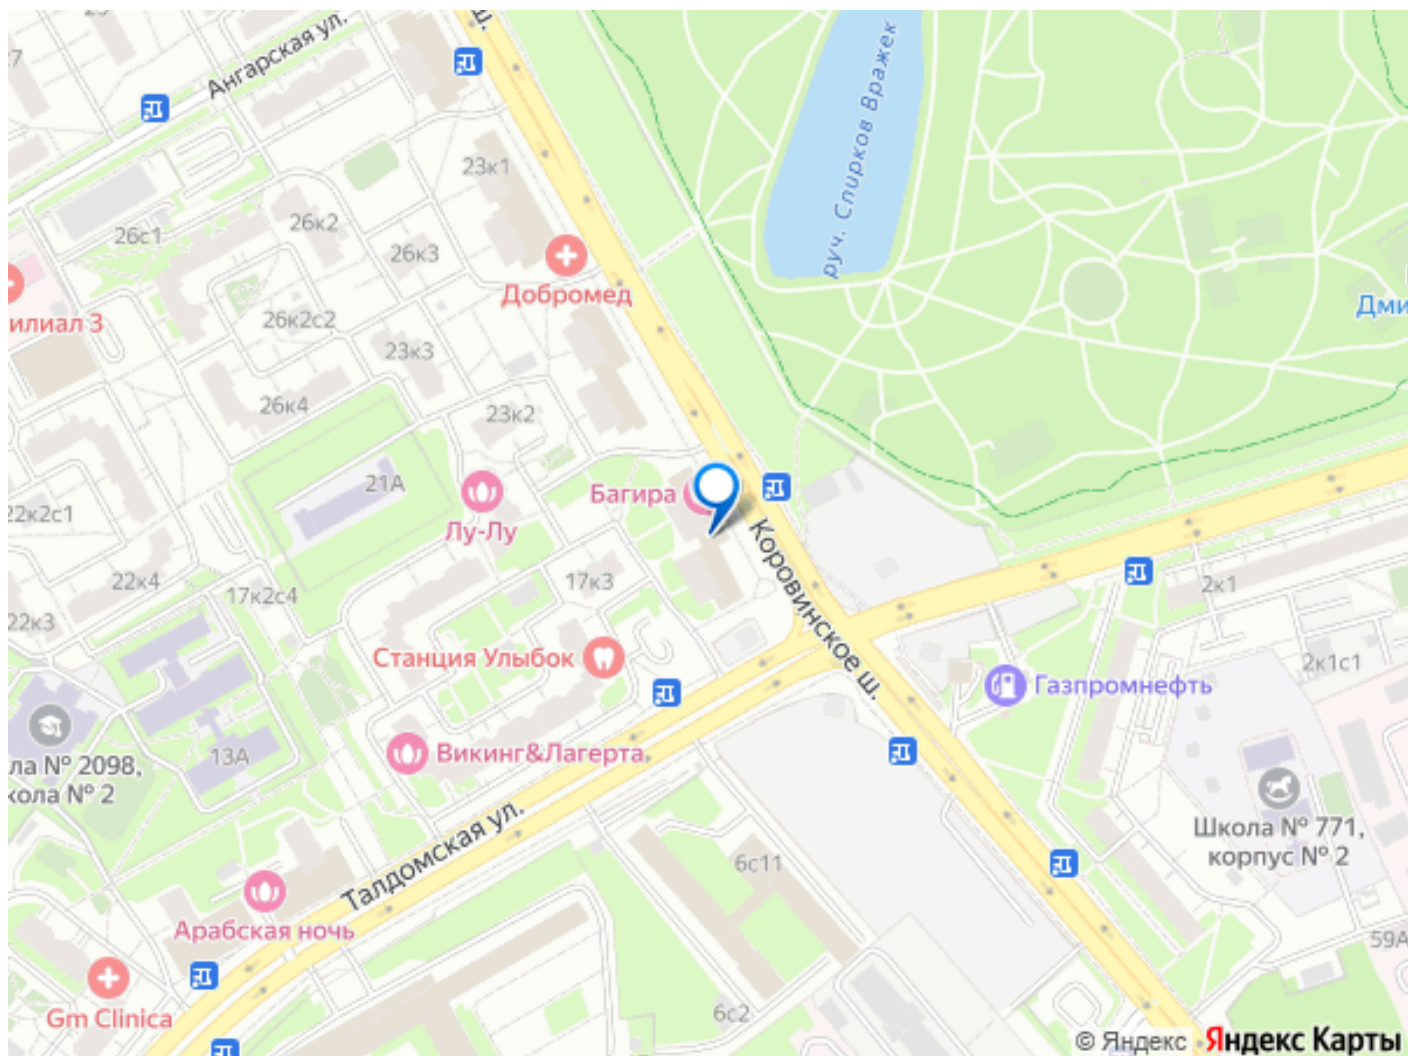 ш.
Ангарская ул.
руч. Спирков Вражек
23к1
26к2
26с1
26к3
Добромед
Дми
илиал 3
26к2с2
23к3
26к4
23к2
21А
Багира
Лу-Лу
22к2с1
Коровинское ш.
22к4
17к2с4
17к3
2к1
22к3
Станция Улыбок
2к1с1
Газпромнефть
13А
Викинг&Лагерта,
ла № 2098,
кола № 2
Школа № 771,
корпус № 2
Талдомская ул.
6с11
Арабская ночь
59А
Gm Clinica
6с2
© Яндекс Яндекс Карты